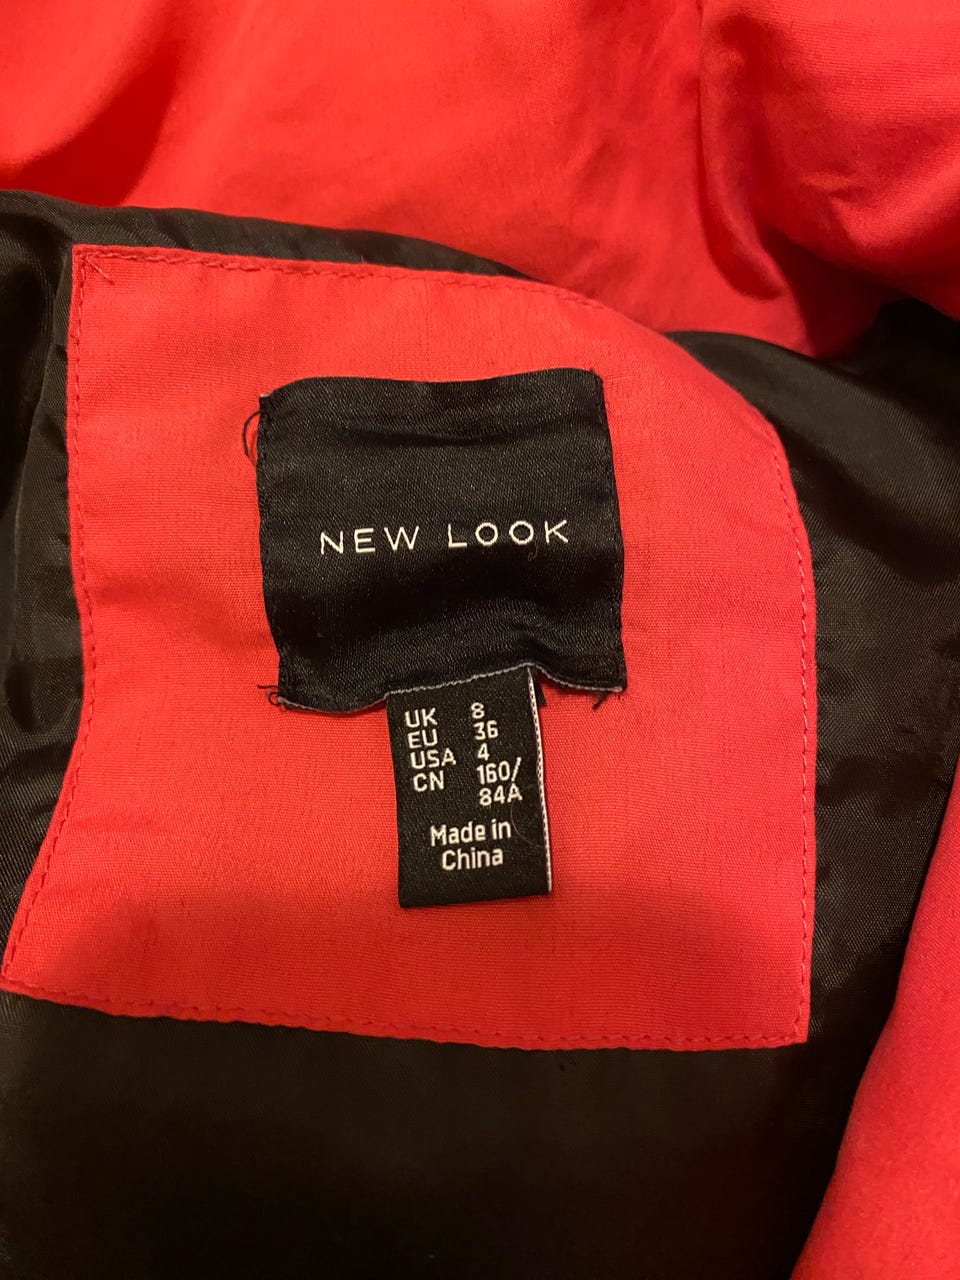 NEW LOOK
UK 8
EU 36
USA 4
CN 160/
84A
Made in
China